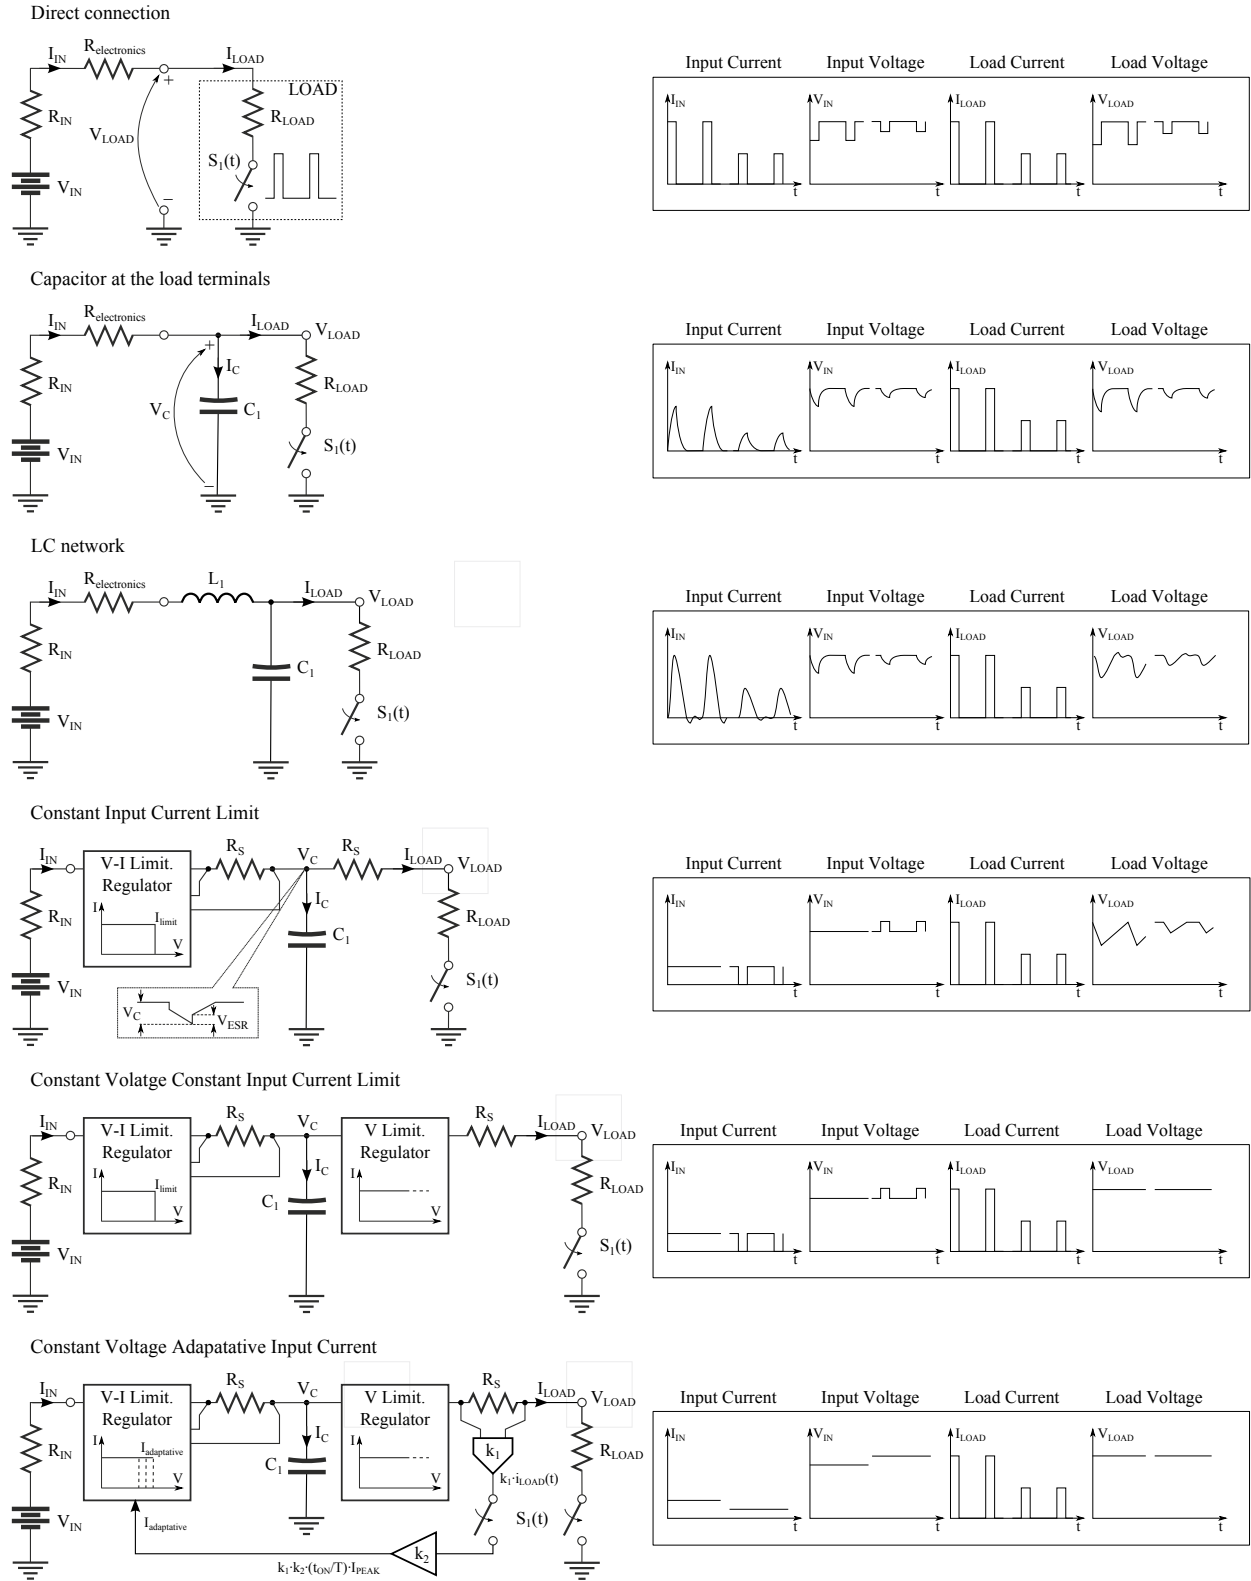 Direct connection
I_IN R_electronics I_LOAD
LOAD
R_IN R_LOAD
V_LOAD
+
−
S_1(t)
V_IN
Input Current Input Voltage Load Current Load Voltage
I_IN V_IN I_LOAD V_LOAD
t t t t
Capacitor at the load terminals
I_IN R_electronics I_LOAD V_LOAD
+
I_C
R_IN R_LOAD
V_C C_1
S_1(t)
V_IN
−
Input Current Input Voltage Load Current Load Voltage
I_IN V_IN I_LOAD V_LOAD
t t t t
LC network
I_IN R_electronics L_1 I_LOAD V_LOAD
R_IN R_LOAD
C_1
V_IN S_1(t)
Input Current Input Voltage Load Current Load Voltage
I_IN V_IN I_LOAD V_LOAD
t t t t
Constant Input Current Limit
I_IN R_S V_C R_S I_LOAD V_LOAD
V-I Limit.
Regulator
I I_limit
V
R_IN I_C R_LOAD
C_1
V_IN S_1(t)
V_C V_ESR
Input Current Input Voltage Load Current Load Voltage
I_IN V_IN I_LOAD V_LOAD
t t t t
Constant Volatge Constant Input Current Limit
I_IN R_S V_C R_S I_LOAD V_LOAD
V-I Limit.
Regulator
I I_limit
V
V Limit.
Regulator
I
V
R_IN I_C R_LOAD
C_1
V_IN S_1(t)
Input Current Input Voltage Load Current Load Voltage
I_IN V_IN I_LOAD V_LOAD
t t t t
Constant Voltage Adapatative Input Current
I_IN R_S V_C R_S I_LOAD V_LOAD
V-I Limit.
Regulator
I I_adaptative
V
V Limit.
Regulator
I
V
R_IN I_C k_1 R_LOAD
C_1 k_1·i_LOAD(t)
V_IN S_1(t)
I_adaptative
k_2
k_1·k_2·(t_ON/T)·I_PEAK
Input Current Input Voltage Load Current Load Voltage
I_IN V_IN I_LOAD V_LOAD
t t t t